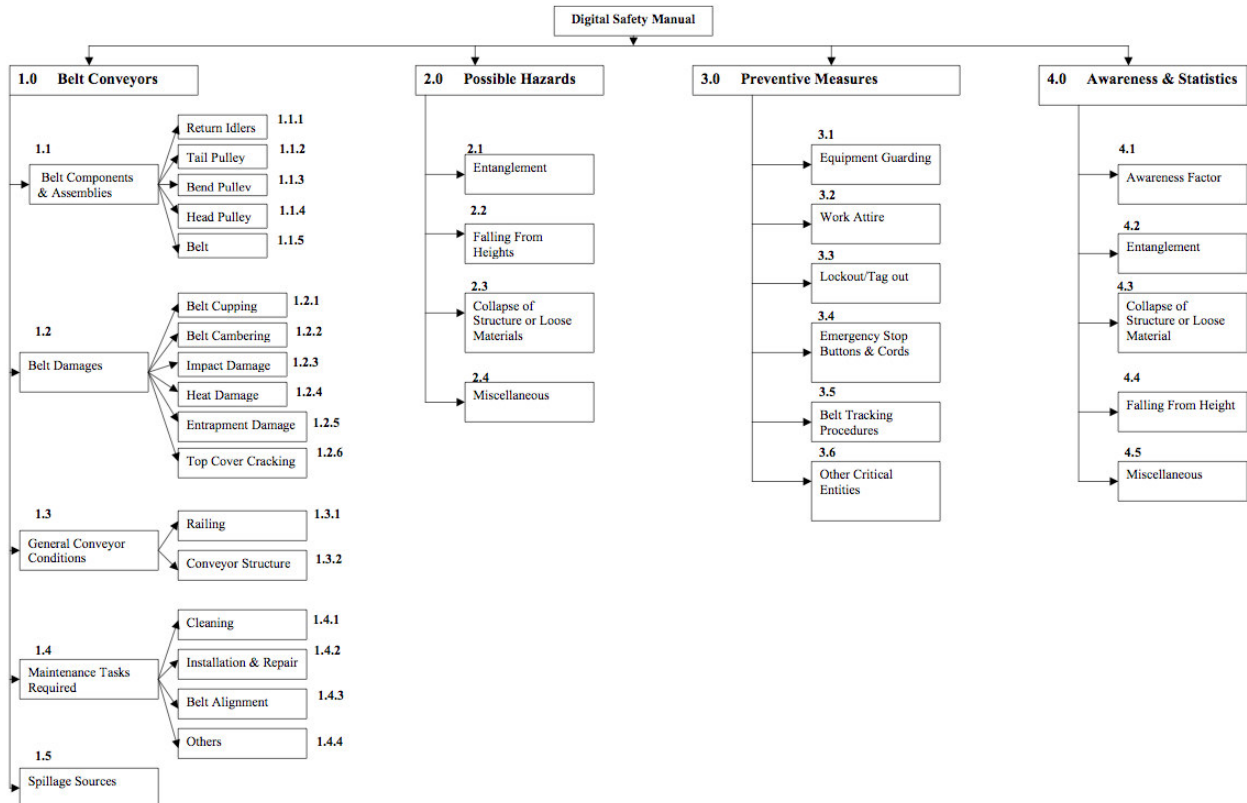 Digital Safety Manual
1.0 Belt Conveyors
1.1
Belt Components
& Assemblies
Return Idlers 1.1.1
Tail Pulley 1.1.2
Bend Pulley 1.1.3
Head Pulley 1.1.4
Belt 1.1.5
1.2
Belt Damages
Belt Cupping 1.2.1
Belt Cambering 1.2.2
Impact Damage 1.2.3
Heat Damage 1.2.4
Entrapment Damage 1.2.5
Top Cover Cracking 1.2.6
1.3
General Conveyor
Conditions
Railing 1.3.1
Conveyor Structure 1.3.2
1.4
Maintenance Tasks
Required
Cleaning 1.4.1
Installation & Repair 1.4.2
Belt Alignment 1.4.3
Others 1.4.4
1.5
Spillage Sources
2.0 Possible Hazards
2.1
Entanglement
2.2
Falling From
Heights
2.3
Collapse of
Structure or Loose
Materials
2.4
Miscellaneous
3.0 Preventive Measures
3.1
Equipment Guarding
3.2
Work Attire
3.3
Lockout/Tag out
3.4
Emergency Stop
Buttons & Cords
3.5
Belt Tracking
Procedures
3.6
Other Critical
Entities
4.0 Awareness & Statistics
4.1
Awareness Factor
4.2
Entanglement
4.3
Collapse of
Structure or Loose
Material
4.4
Falling From Height
4.5
Miscellaneous